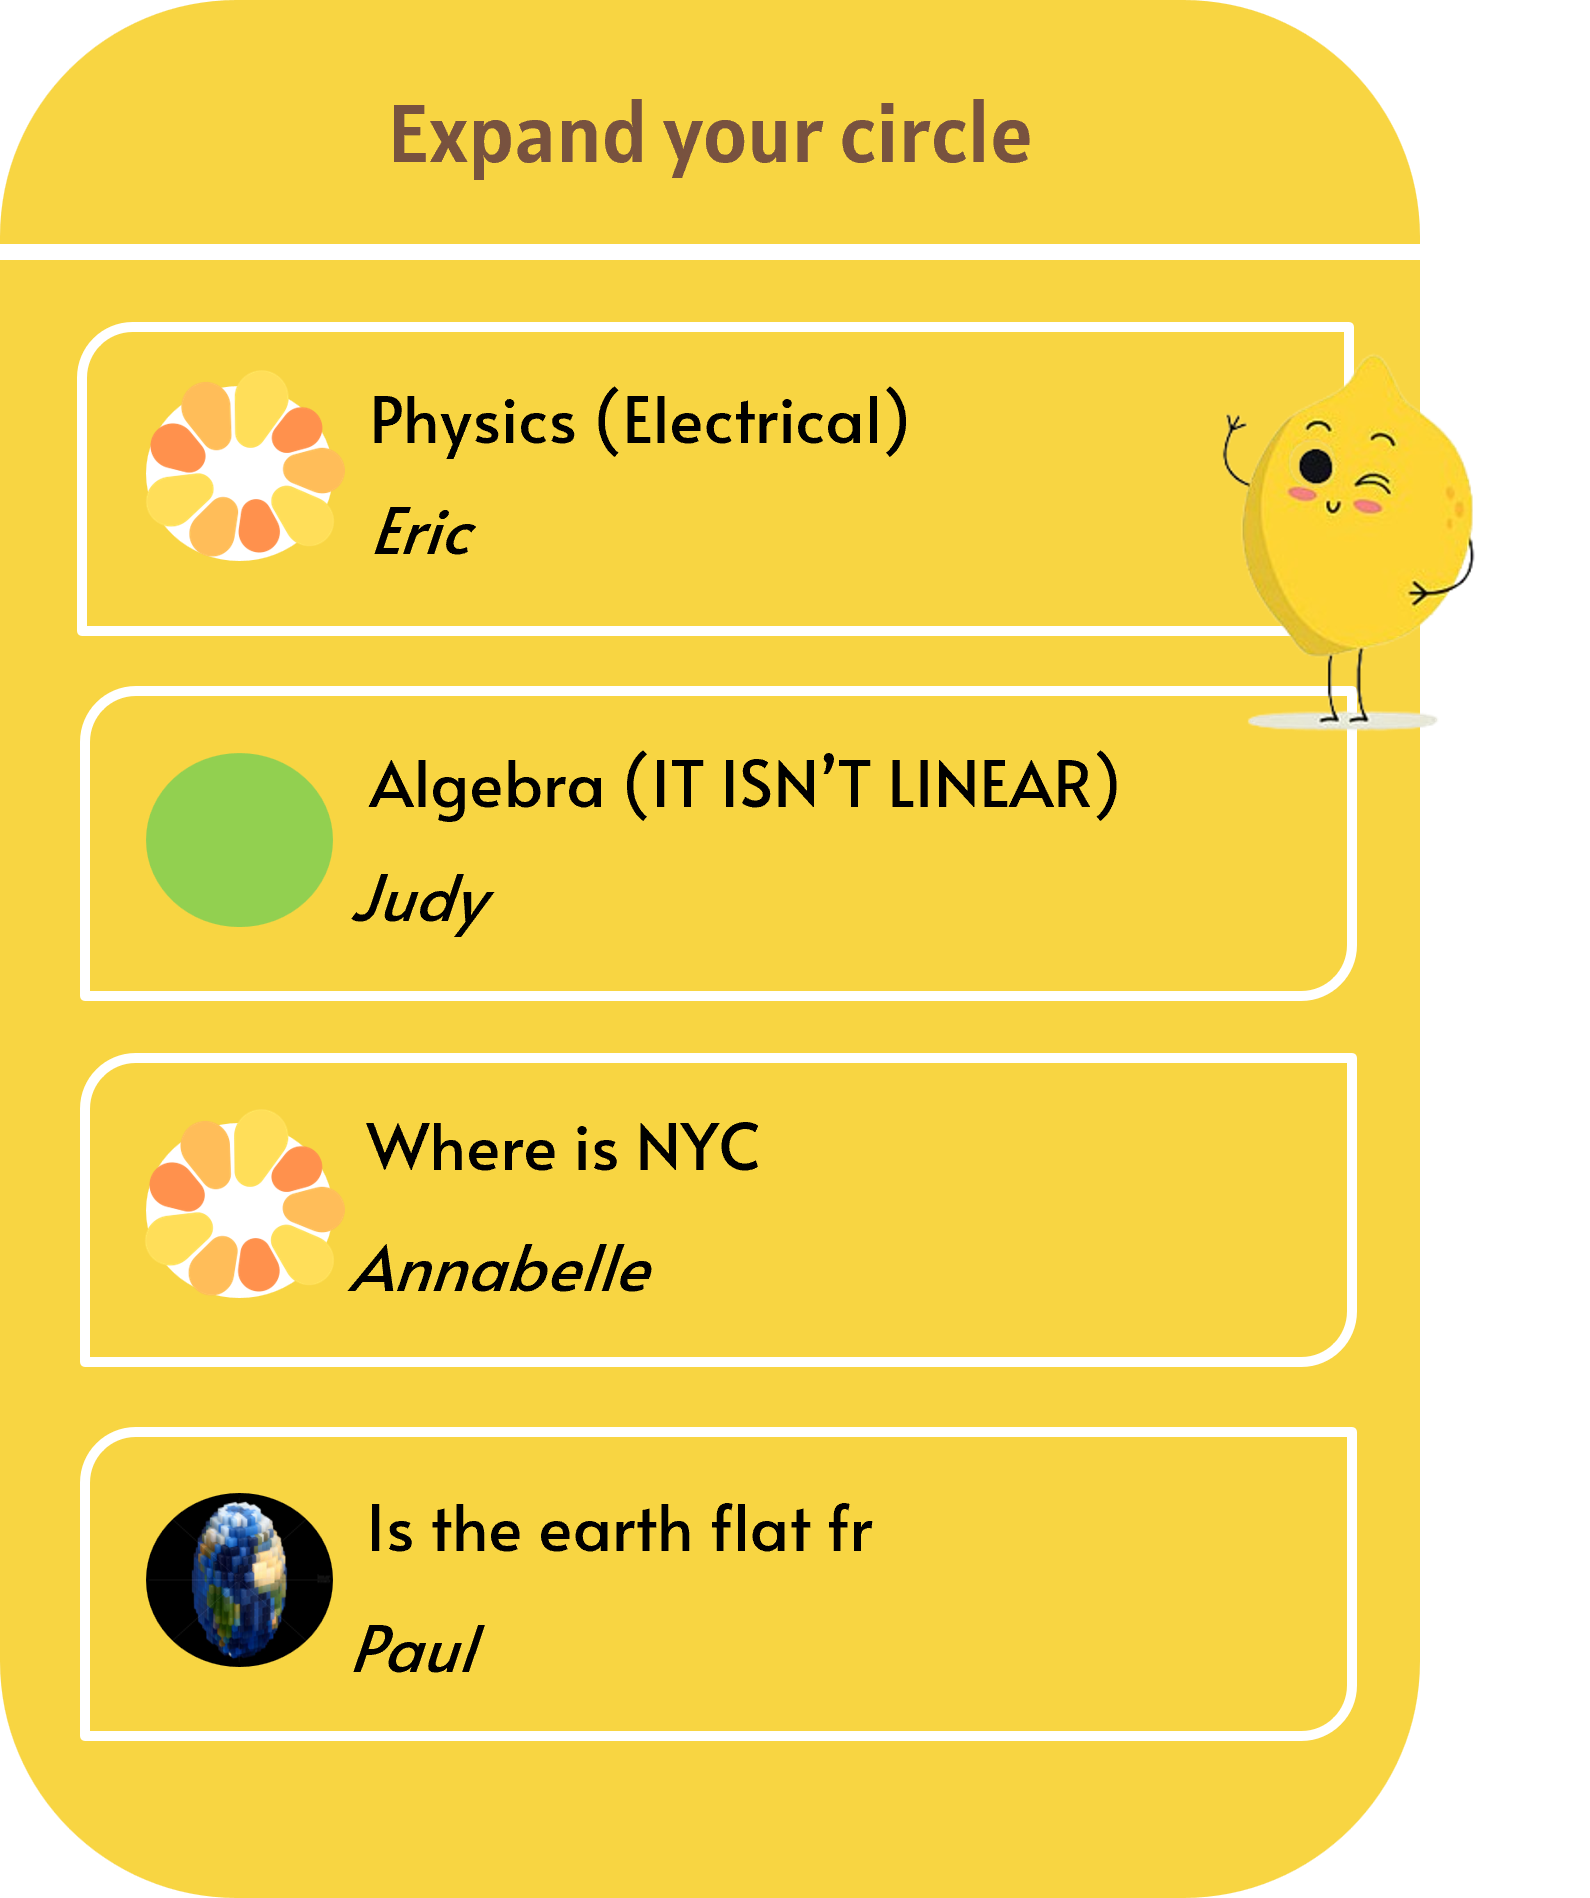 Expand your circle
Physics (Electrical)
Eric
Algebra (IT ISN’T LINEAR)
Judy
Where is NYC
Annabelle
Is the earth flat fr
Paul